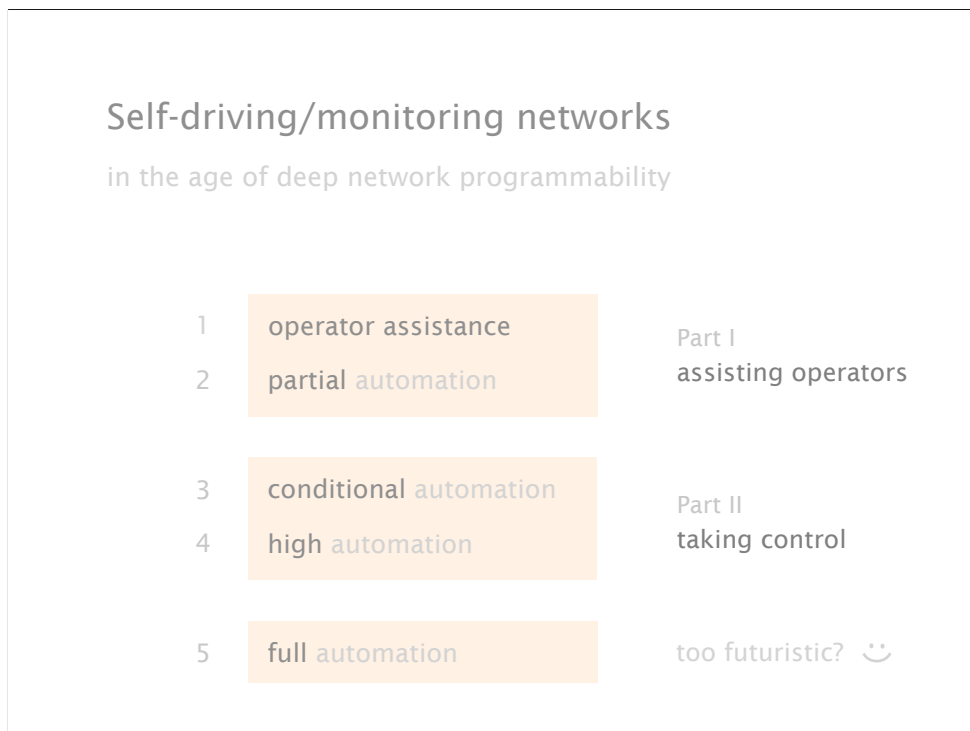 Self-driving/monitoring networks
in the age of deep network programmability
1 operator assistance
2 partial automation
Part I
assisting operators
3 conditional automation
4 high automation
Part II
taking control
5 full automation
too futuristic?